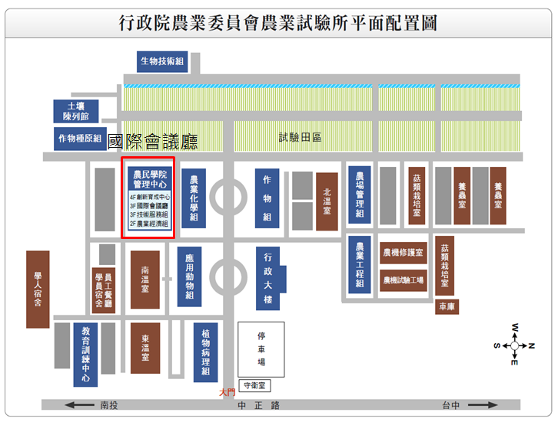 行政院農業委員會農業試驗所平面配置圖
生物技術組
土壤
陳列館
作物種原組
國際會議廳
試驗田區
農民學院
管理中心
4F創新育成中心
3F國際會議廳
3F技術服務組
2F農業經濟組
農業化學組
作物組
北溫室
農場管理組
菇類栽培室
養蟲室
養蟲室
學人宿舍
員工餐廳
學員宿舍
南溫室
應用動物組
行政大樓
農業工程組
農機修護室
農機試驗工場
菇類栽培室
車庫
教育訓練中心
東溫室
植物病理組
停車場
守衛室
大門
W
S
N
E
南投
中正路
台中